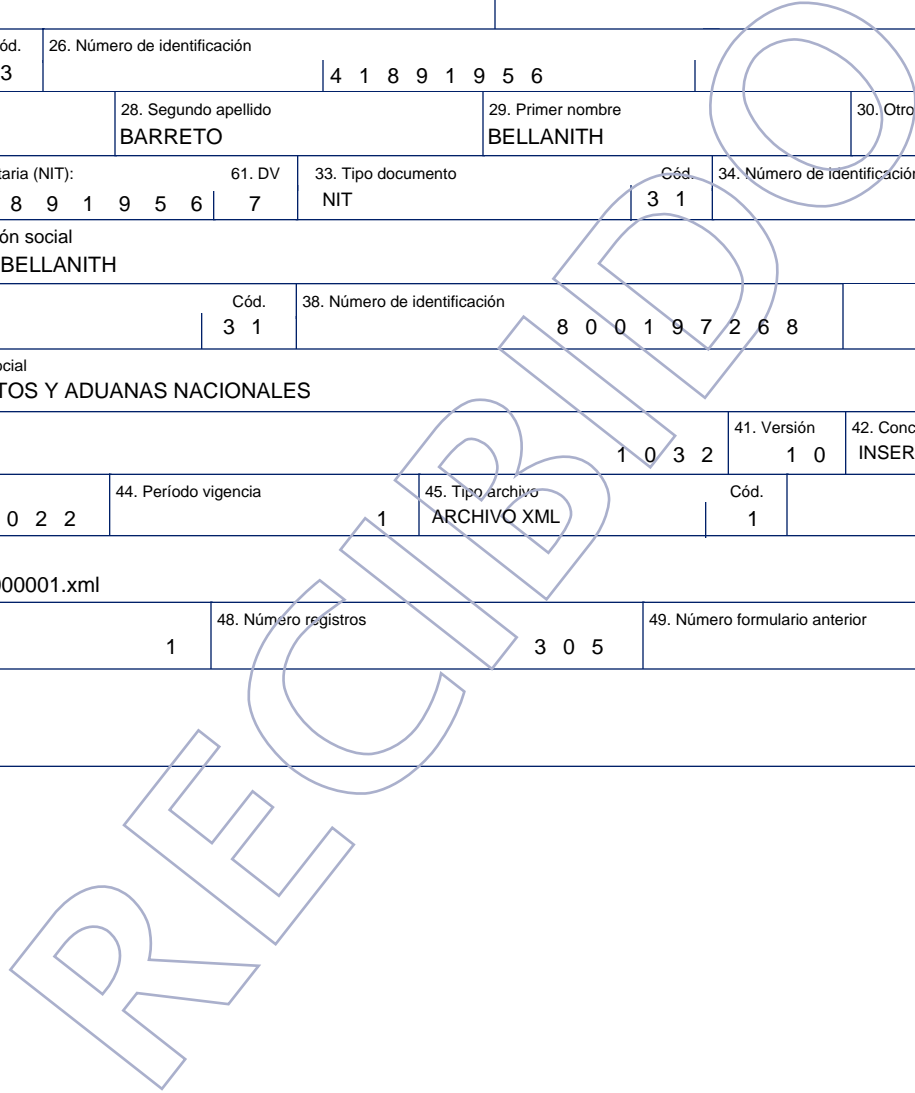 ód. 26. Número de identificación
3 4 1 8 9 1 9 5 6
28. Segundo apellido 29. Primer nombre 30. Otro
BARRETO BELLANITH
taria (NIT): 61. DV 33. Tipo documento Cód. 34. Número de identificación
8 9 1 9 5 6 7 NIT 3 1
ón social
BELLANITH
Cód. 38. Número de identificación
3 1 8 0 0 1 9 7 2 6 8
ocial
TOS Y ADUANAS NACIONALES
41. Versión 42. Conc
1 0 3 2 1 0 INSER
44. Período vigencia 45. Tipo archivo Cód.
0 2 2 1 ARCHIVO XML 1
000001.xml
48. Número registros 49. Número formulario anterior
1 3 0 5
RECIBIDO